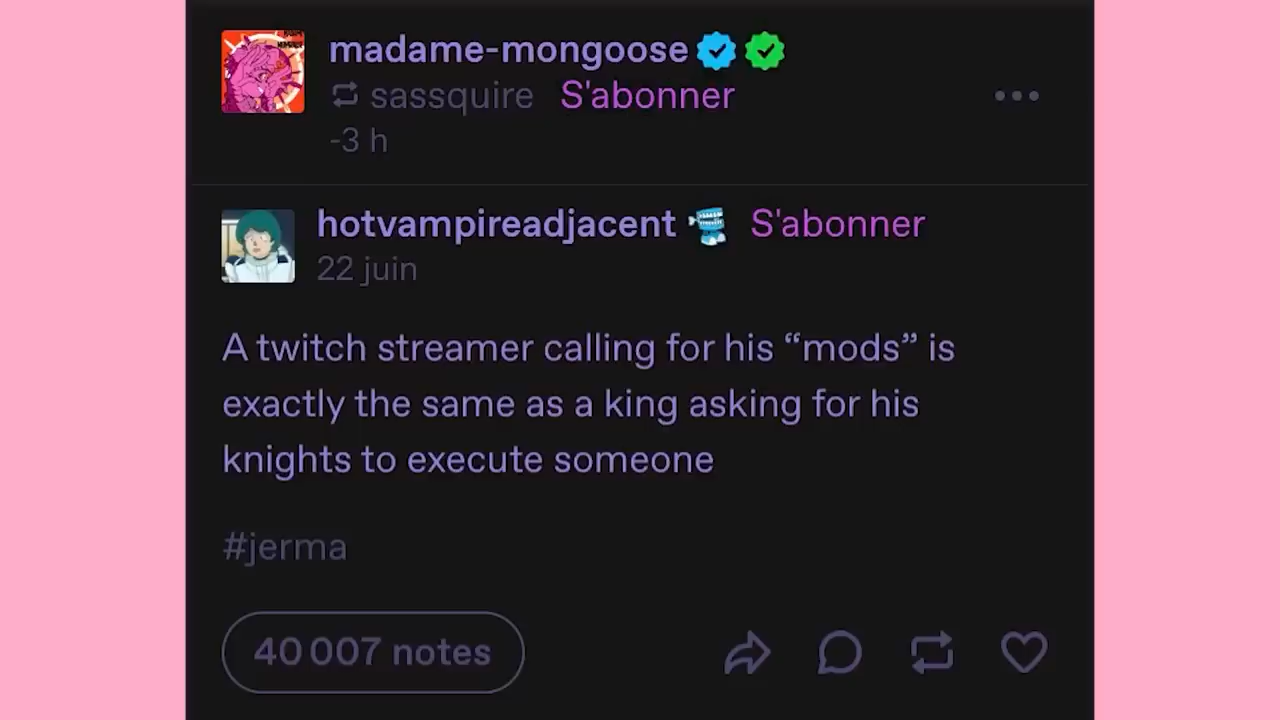 madame-mongoose
sassquire S'abonner
-3 h
hotvampireadjacent S'abonner
22 juin
A twitch streamer calling for his “mods” is
exactly the same as a king asking for his
knights to execute someone
#jerma
40 007 notes